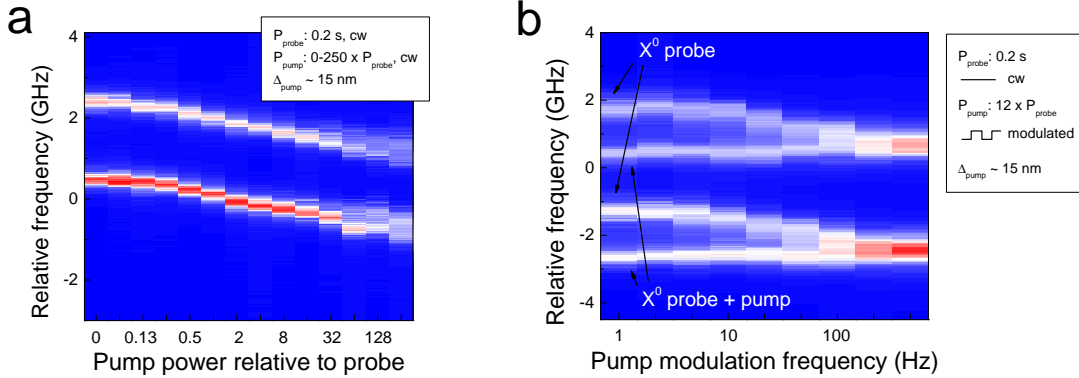 a
P_probe: 0.2 s, cw
P_pump: 0-250 x P_probe, cw
Δ_pump ~ 15 nm
4
2
0
-2
Relative frequency (GHz)
0 0.13 0.5 2 8 32 128
Pump power relative to probe
b
X⁰ probe
X⁰ probe + pump
4
2
0
-2
-4
Relative frequency (GHz)
1 10 100
Pump modulation frequency (Hz)
P_probe: 0.2 s
cw
P_pump: 12 x P_probe
modulated
Δ_pump ~ 15 nm